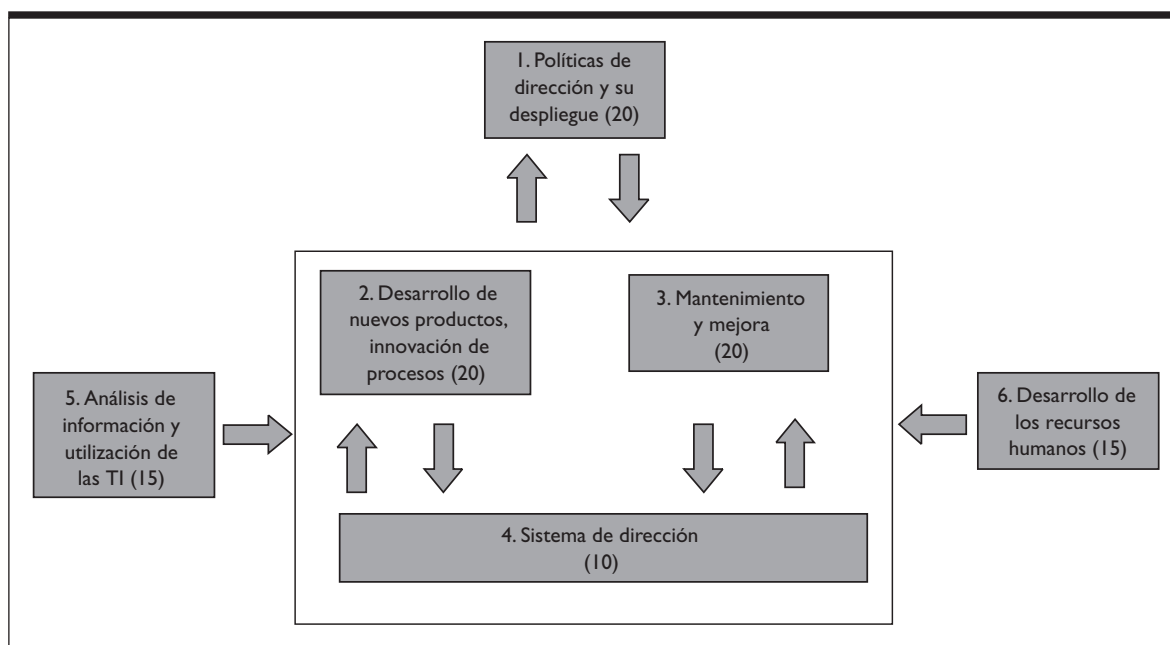 1. Políticas de
dirección y su
despliegue (20)
2. Desarrollo de
nuevos productos,
innovación de
procesos (20)
3. Mantenimiento
y mejora
(20)
5. Análisis de
información y
utilización de
las TI (15)
6. Desarrollo de
los recursos
humanos (15)
4. Sistema de dirección
(10)